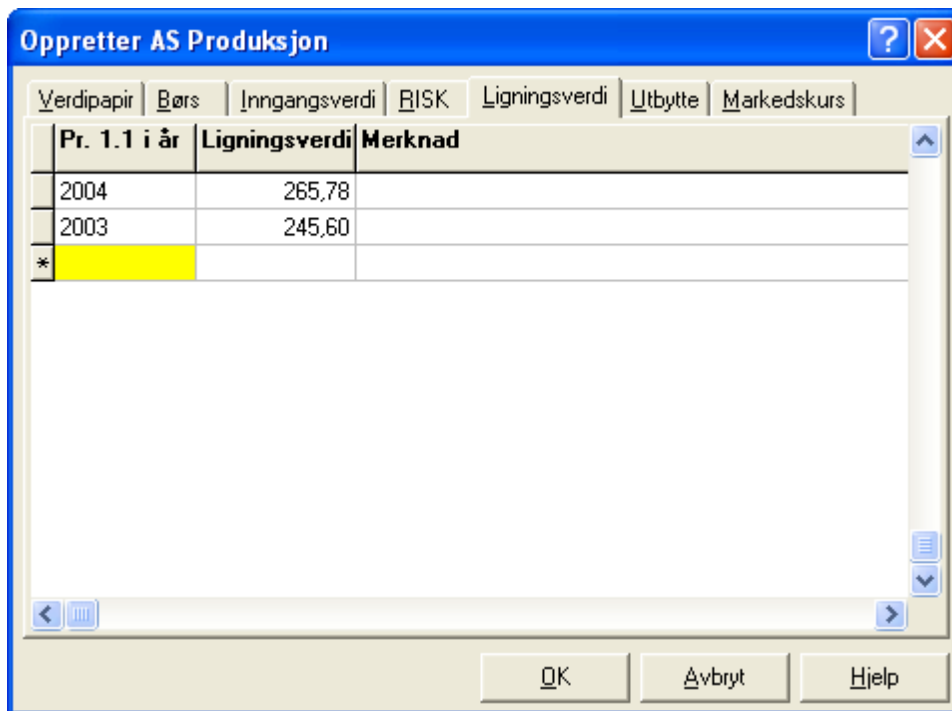 Oppretter AS Produksjon
Verdipapir Børs Inngangsverdi RISK Ligningsverdi Utbytte Markedskurs
Pr. 1.1 i år Ligningsverdi Merknad
2004 265,78
2003 245,60
*
OK Avbryt Hjelp